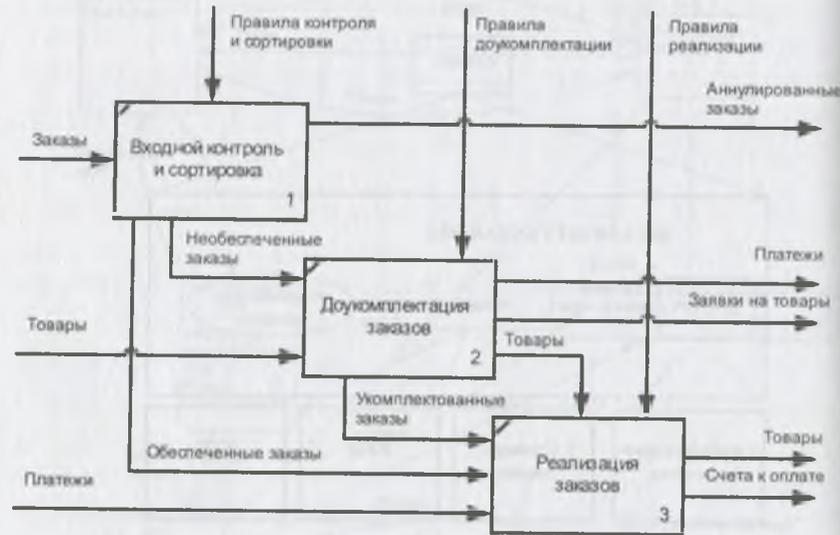 Правила контроля
и сортировки
Правила
доукомплектации
Правила
реализации
Аннулированные
заказы
Заказы
Входной контроль
и сортировка
1
Необеспеченные
заказы
Платежи
Заявки на товары
Доукомплектация
заказов
2
Товары
Товары
Укомплектованные
заказы
Обеспеченные заказы
Платежи
Реализация
заказов
3
Товары
Счета к оплате